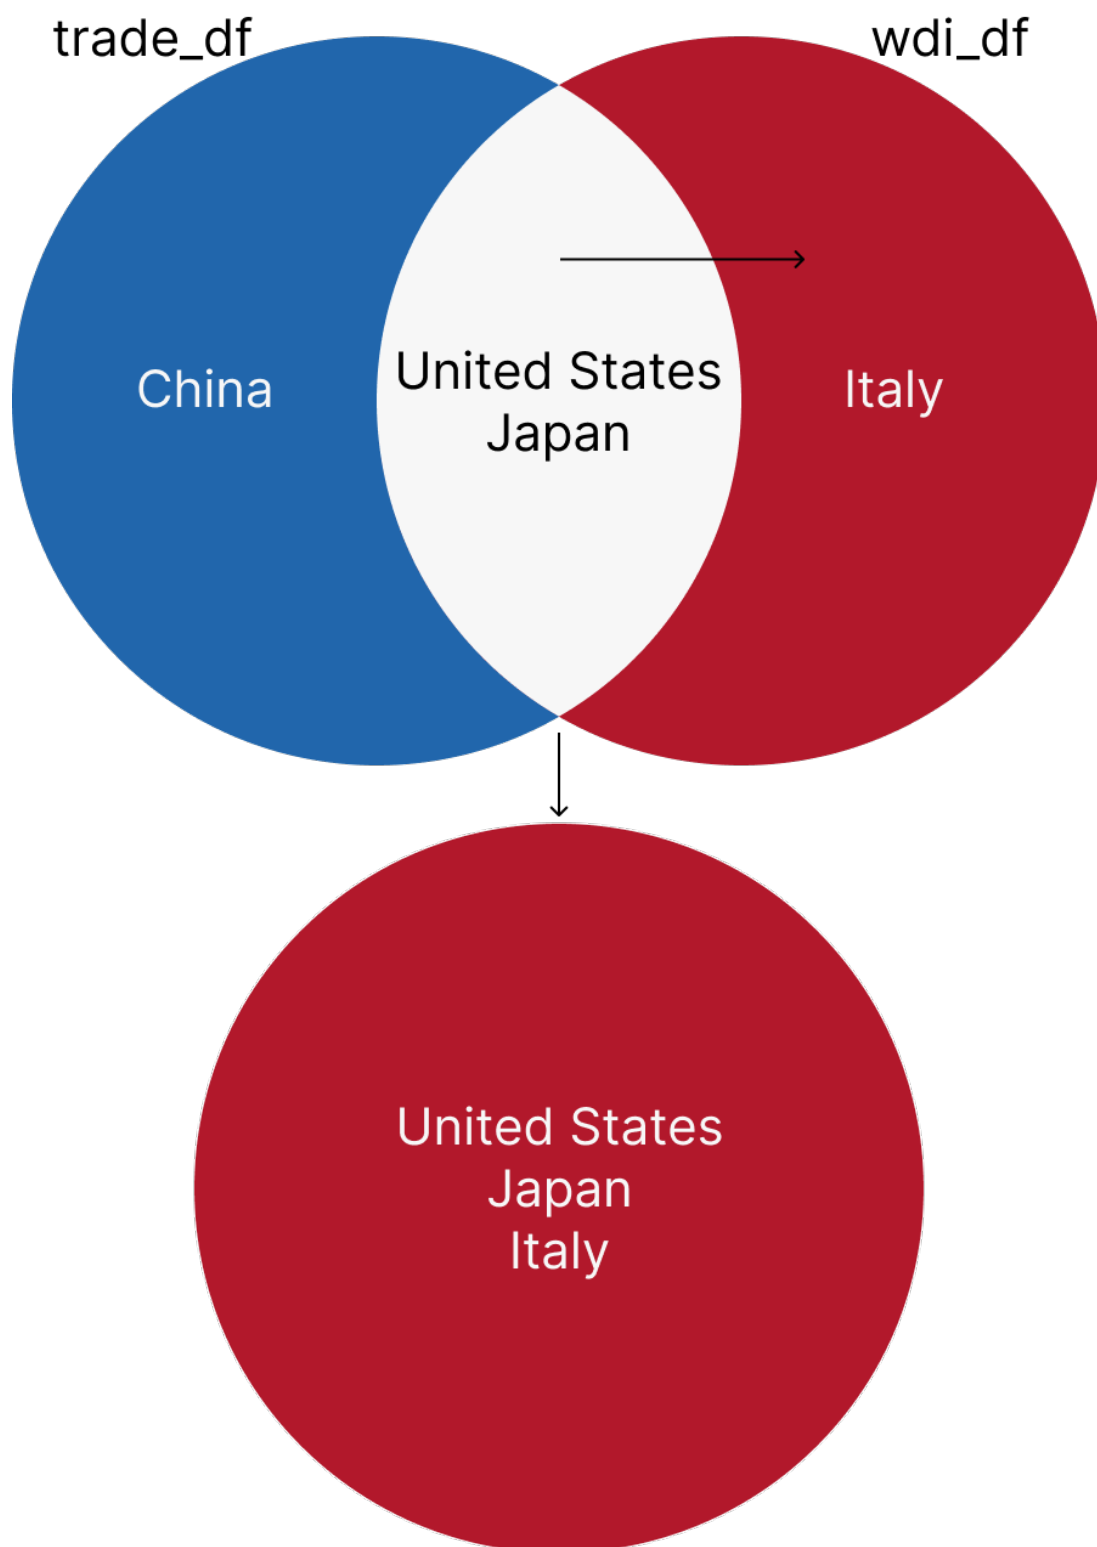 trade_df
wdi_df
China
United States
Japan
Italy
United States
Japan
Italy